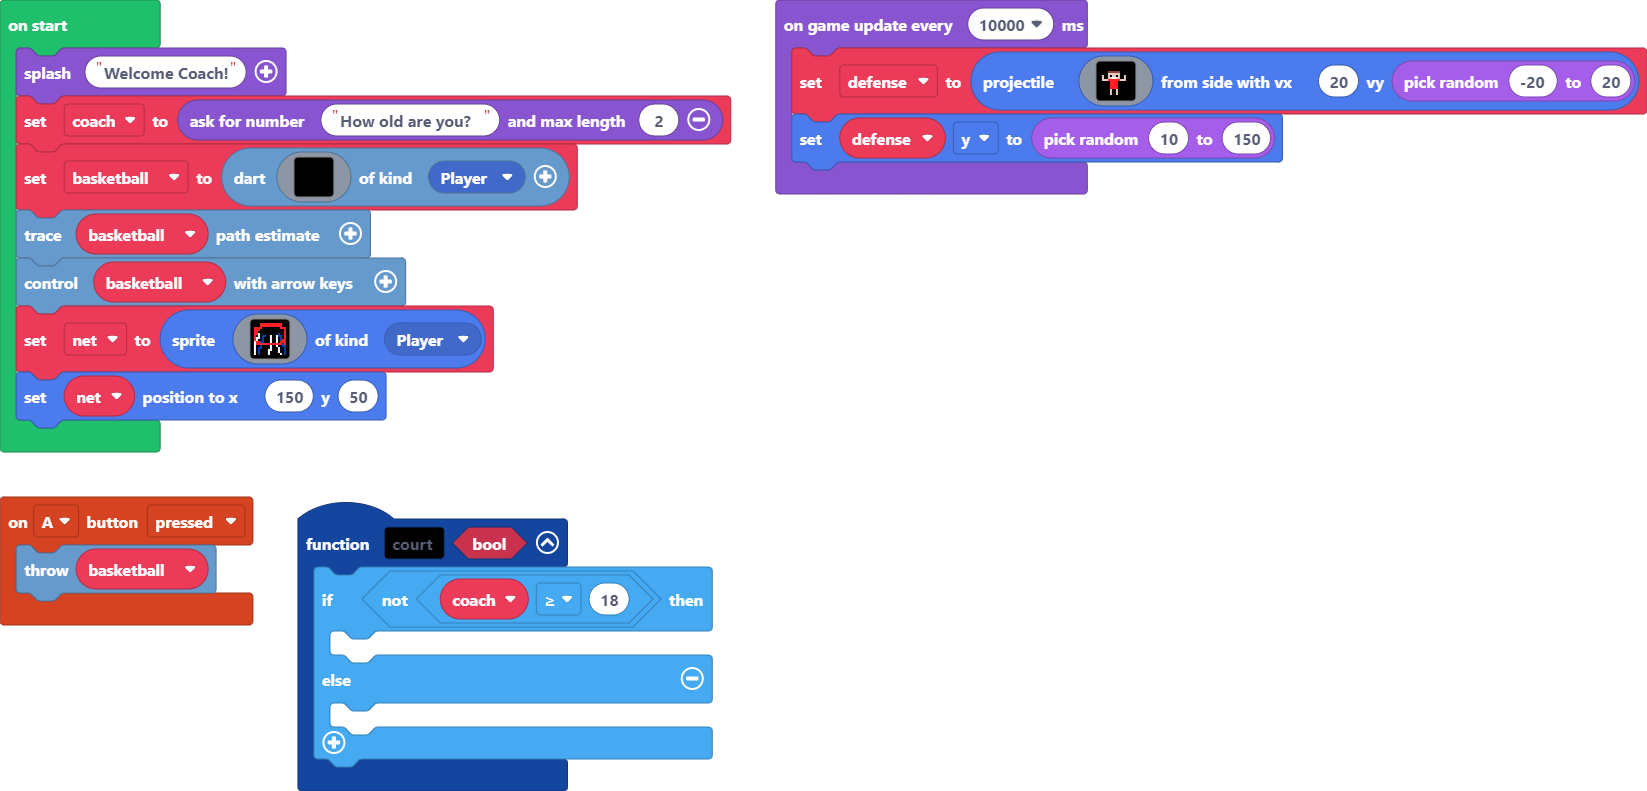 on start
splash "Welcome Coach!"
set coach to ask for number "How old are you? " and max length 2
set basketball to dart of kind Player
trace basketball path estimate
control basketball with arrow keys
set net to sprite of kind Player
set net position to x 150 y 50
on game update every 10000 ms
set defense to projectile from side with vx 20 vy pick random -20 to 20
set defense y to pick random 10 to 150
on A button pressed
throw basketball
function court bool
if not coach ≥ 18 then
else